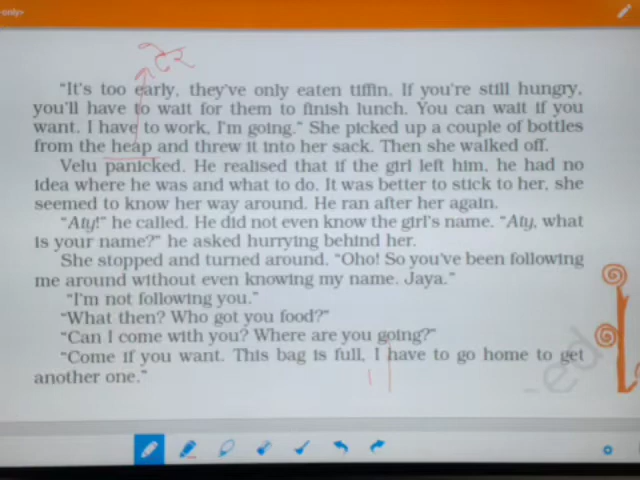 -only»
ढेर
"It's too early, they've only eaten tiffin. If you're still hungry,
you'll have to wait for them to finish lunch. You can wait if you
want. I have to work, I'm going." She picked up a couple of bottles
from the heap and threw it into her sack. Then she walked off.
Velu panicked. He realised that if the girl left him, he had no
idea where he was and what to do. It was better to stick to her, she
seemed to know her way around. He ran after her again.
"Aty!" he called. He did not even know the girl's name. "Aty, what
is your name?" he asked hurrying behind her.
She stopped and turned around. "Oho! So you've been following
me around without even knowing my name. Jaya."
"I'm not following you."
"What then? Who got you food?"
"Can I come with you? Where are you going?"
"Come if you want. This bag is full, I have to go home to get
another one."